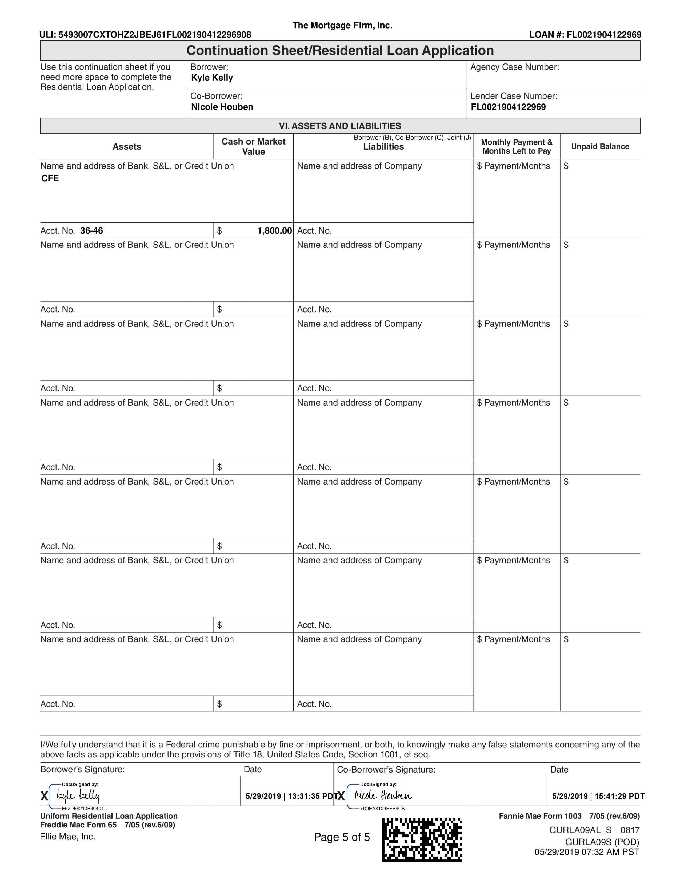 The Mortgage Firm, Inc.
ULI: 5493007CXTOHZ2JBEJ61FL002190412296908 LOAN #: FL0021904122969
Continuation Sheet/Residential Loan Application
Use this continuation sheet if you need more space to complete the Residential Loan Application.
Borrower:
Kyle Kelly
Agency Case Number:
Co-Borrower:
Nicole Houben
Lender Case Number:
FL0021904122969
VI. ASSETS AND LIABILITIES
Assets
Cash or Market Value
Borrower (B), Co-Borrower (C), Joint (J)
Liabilities
Monthly Payment & Months Left to Pay
Unpaid Balance
Name and address of Bank, S&L, or Credit Union Name and address of Company $ Payment/Months $
CFE
Acct. No. 36-46 $ 1,800.00 Acct. No.
Name and address of Bank, S&L, or Credit Union Name and address of Company $ Payment/Months $
Acct. No. $ Acct. No.
Name and address of Bank, S&L, or Credit Union Name and address of Company $ Payment/Months $
Acct. No. $ Acct. No.
Name and address of Bank, S&L, or Credit Union Name and address of Company $ Payment/Months $
Acct. No. $ Acct. No.
Name and address of Bank, S&L, or Credit Union Name and address of Company $ Payment/Months $
Acct. No. $ Acct. No.
Name and address of Bank, S&L, or Credit Union Name and address of Company $ Payment/Months $
Acct. No. $ Acct. No.
Name and address of Bank, S&L, or Credit Union Name and address of Company $ Payment/Months $
Acct. No. $ Acct. No.
I/We fully understand that it is a Federal crime punishable by fine or imprisonment, or both, to knowingly make any false statements concerning any of the
above facts as applicable under the provisions of Title 18, United States Code, Section 1001, et seq.
Borrower's Signature: Date Co-Borrower's Signature: Date
DocuSigned by: DocuSigned by:
X kyle kelly 5/29/2019 | 13:31:35 PDT X Nicole Houben 5/29/2019 | 15:41:29 PDT
Uniform Residential Loan Application Fannie Mae Form 1003 7/05 (rev.6/09)
Freddie Mac Form 65 7/05 (rev.6/09)
Ellie Mae, Inc.
Page 5 of 5
GURLA09AL S 0817
GURLA09S (POD)
05/29/2019 07:32 AM PST